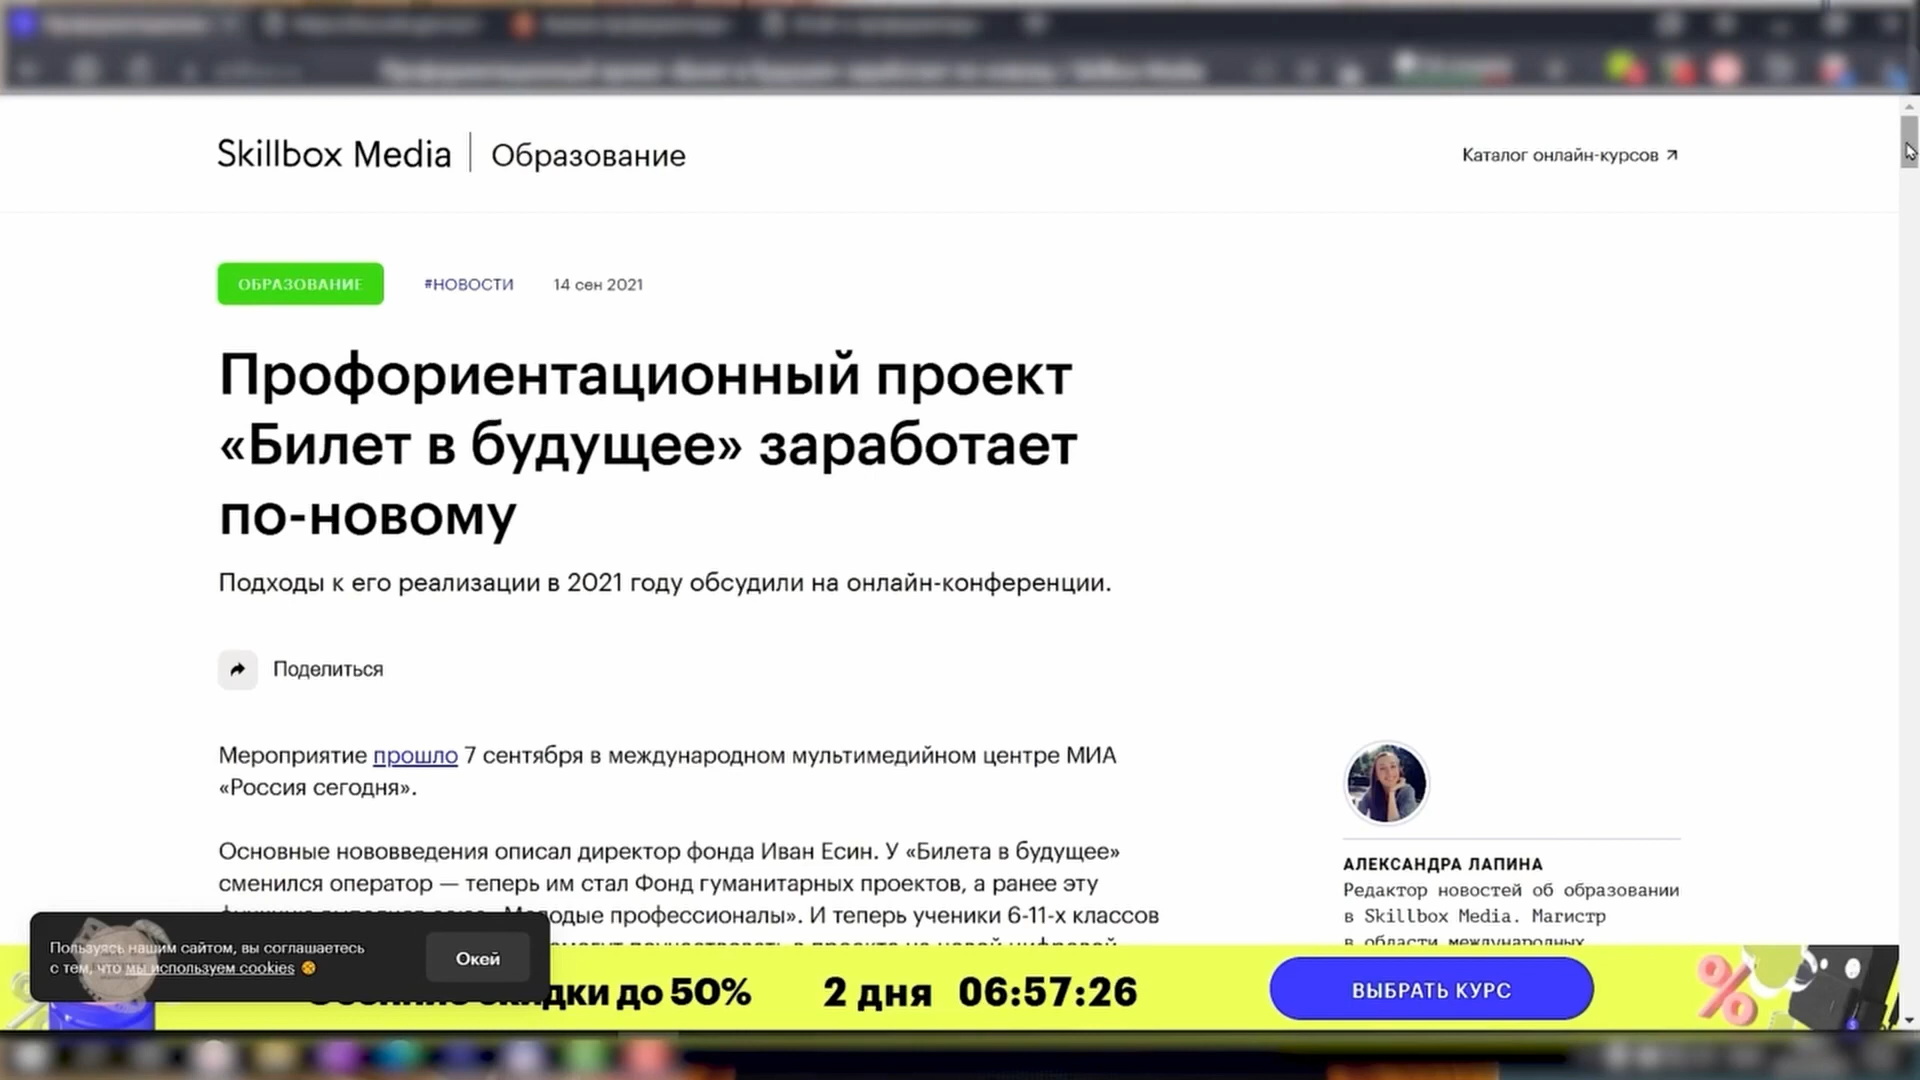 Skillbox Media | Образование
Каталог онлайн-курсов ↗
ОБРАЗОВАНИЕ
#НОВОСТИ
14 сен 2021
Профориентационный проект
«Билет в будущее» заработает
по-новому
Подходы к его реализации в 2021 году обсудили на онлайн-конференции.
Поделиться
Мероприятие прошло 7 сентября в международном мультимедийном центре МИА
«Россия сегодня».
Основные нововведения описал директор фонда Иван Есин. У «Билета в будущее»
сменился оператор — теперь им стал Фонд гуманитарных проектов, а ранее эту
профессионалы». И теперь ученики 6-11-х классов
АЛЕКСАНДРА ЛАПИНА
Редактор новостей об образовании
в Skillbox Media. Магистр
в области международных
Пользуясь нашим сайтом, вы соглашаетесь
с тем, что мы используем cookies
Окей
до 50%
2 дня 06:57:26
ВЫБРАТЬ КУРС